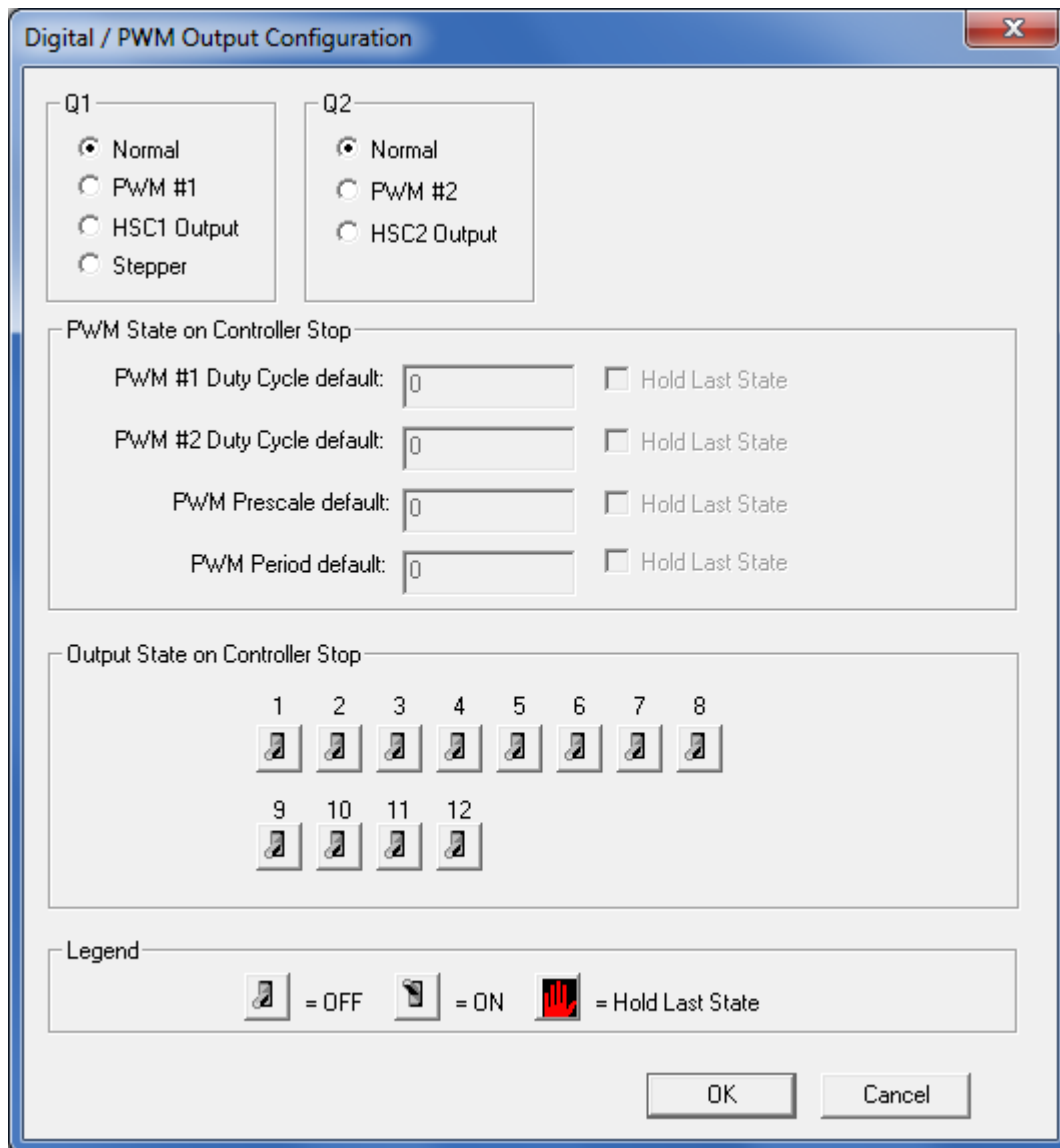 Digital / PWM Output Configuration
Q1
Normal
PWM #1
HSC1 Output
Stepper
Q2
Normal
PWM #2
HSC2 Output
PWM State on Controller Stop
PWM #1 Duty Cycle default: 0 Hold Last State
PWM #2 Duty Cycle default: 0 Hold Last State
PWM Prescale default: 0 Hold Last State
PWM Period default: 0 Hold Last State
Output State on Controller Stop
1 2 3 4 5 6 7 8
9 10 11 12
Legend
= OFF = ON = Hold Last State
OK Cancel